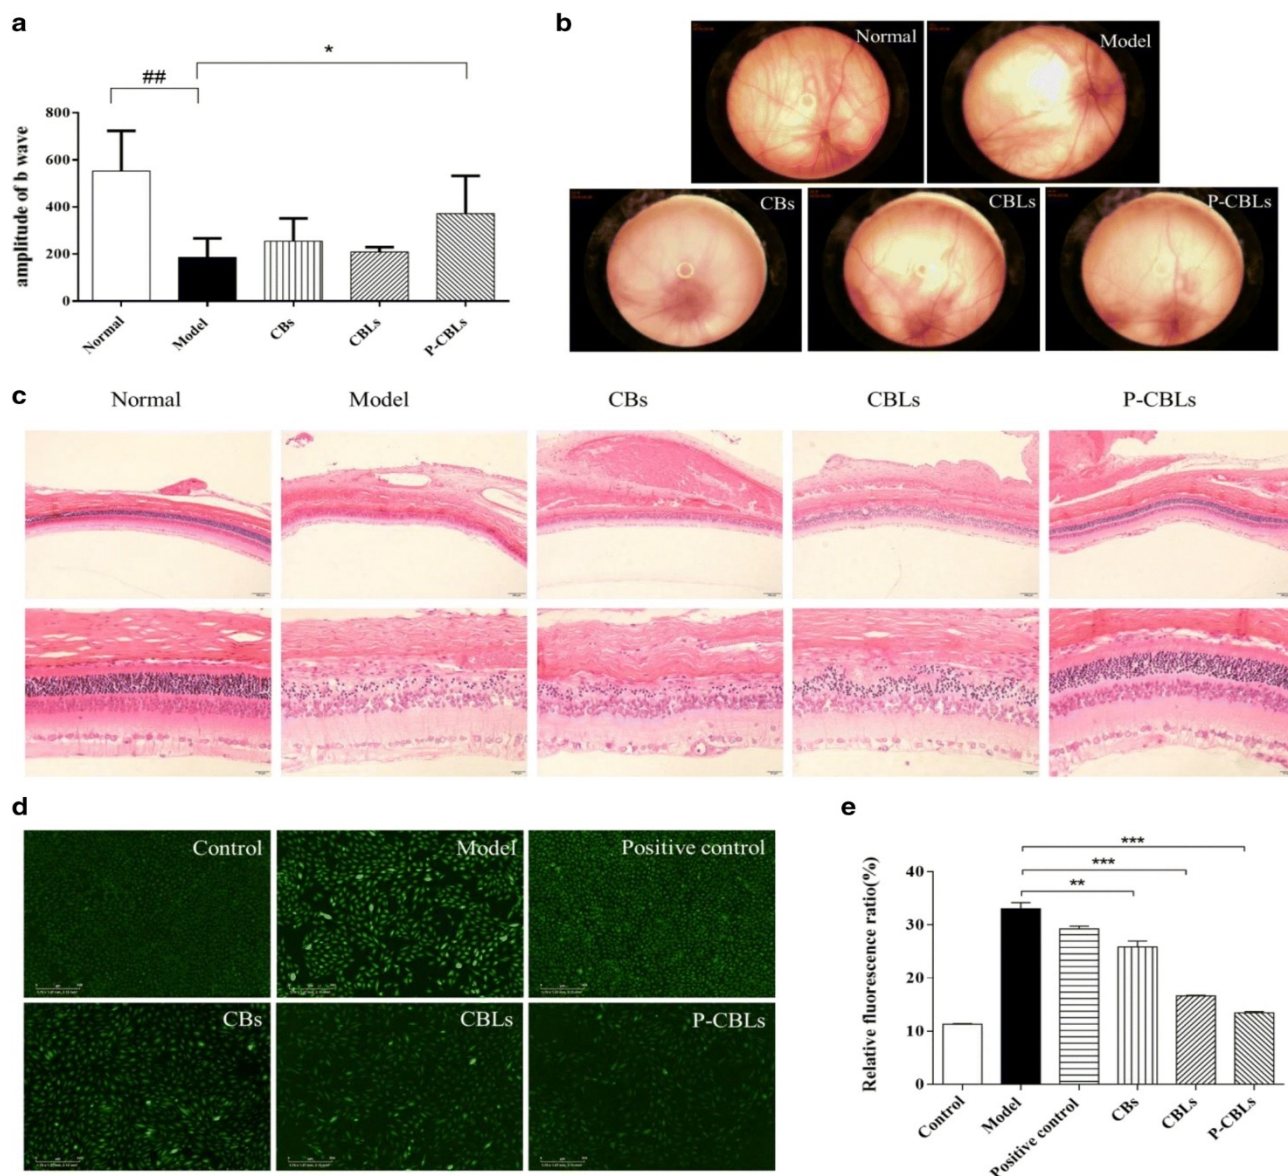 a
*
##
800
600
400
200
0
amplitude of b wave
Normal
Model
CBs
CBLs
P-CBLs
b
Normal
Model
CBs
CBLs
P-CBLs
c
Normal
Model
CBs
CBLs
P-CBLs
d
Control
Model
Positive control
CBs
CBLs
P-CBLs
e
***
***
**
40
30
20
10
0
Relative fluorescence ratio(%)
Control
Model
Positive control
CBs
CBLs
P-CBLs